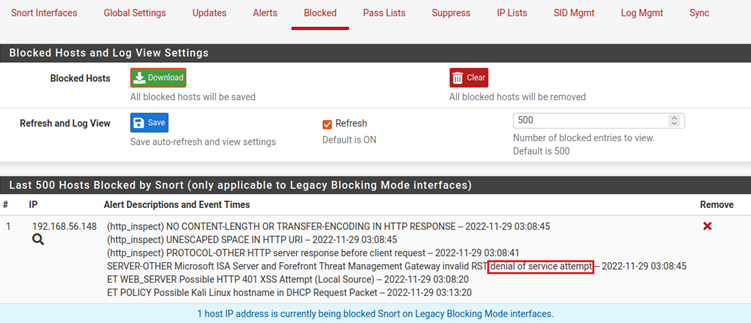 Snort Interfaces Global Settings Updates Alerts Blocked Pass Lists Suppress IP Lists SID Mgmt Log Mgmt Sync
Blocked Hosts and Log View Settings
Blocked Hosts Download Clear
All blocked hosts will be saved All blocked hosts will be removed
Refresh and Log View Save Refresh 500
Save auto-refresh and view settings Default is ON Number of blocked entries to view.
Default is 500
Last 500 Hosts Blocked by Snort (only applicable to Legacy Blocking Mode interfaces)
# IP Alert Descriptions and Event Times Remove
1 192.168.56.148 (http_inspect) NO CONTENT-LENGTH OR TRANSFER-ENCODING IN HTTP RESPONSE -- 2022-11-29 03:08:45
(http_inspect) UNESCAPED SPACE IN HTTP URI -- 2022-11-29 03:08:45
(http_inspect) PROTOCOL-OTHER HTTP server response before client request -- 2022-11-29 03:08:41
SERVER-OTHER Microsoft ISA Server and Forefront Threat Management Gateway invalid RST denial of service attempt -- 2022-11-29 03:08:45
ET WEB_SERVER Possible HTTP 401 XSS Attempt (Local Source) -- 2022-11-29 03:08:20
ET POLICY Possible Kali Linux hostname in DHCP Request Packet -- 2022-11-29 03:13:20
1 host IP address is currently being blocked Snort on Legacy Blocking Mode interfaces.